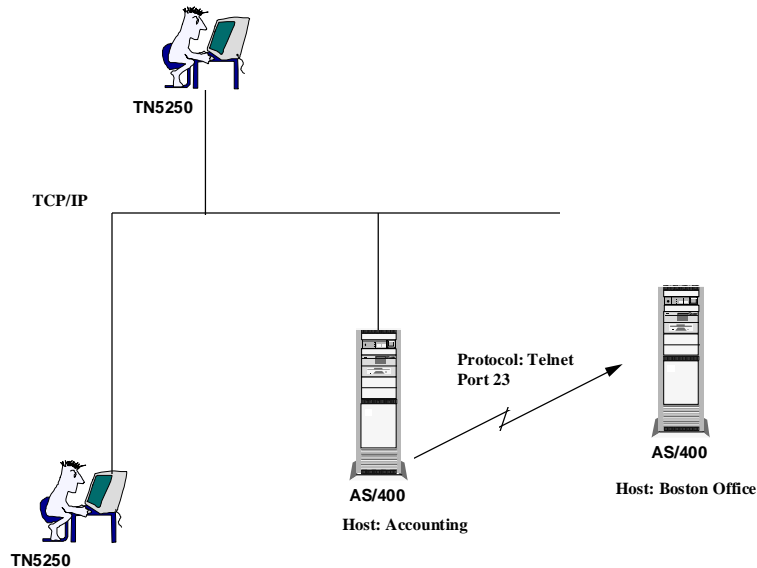 TN5250
TCP/IP
Protocol: Telnet
Port 23
AS/400
Host: Boston Office
AS/400
Host: Accounting
TN5250